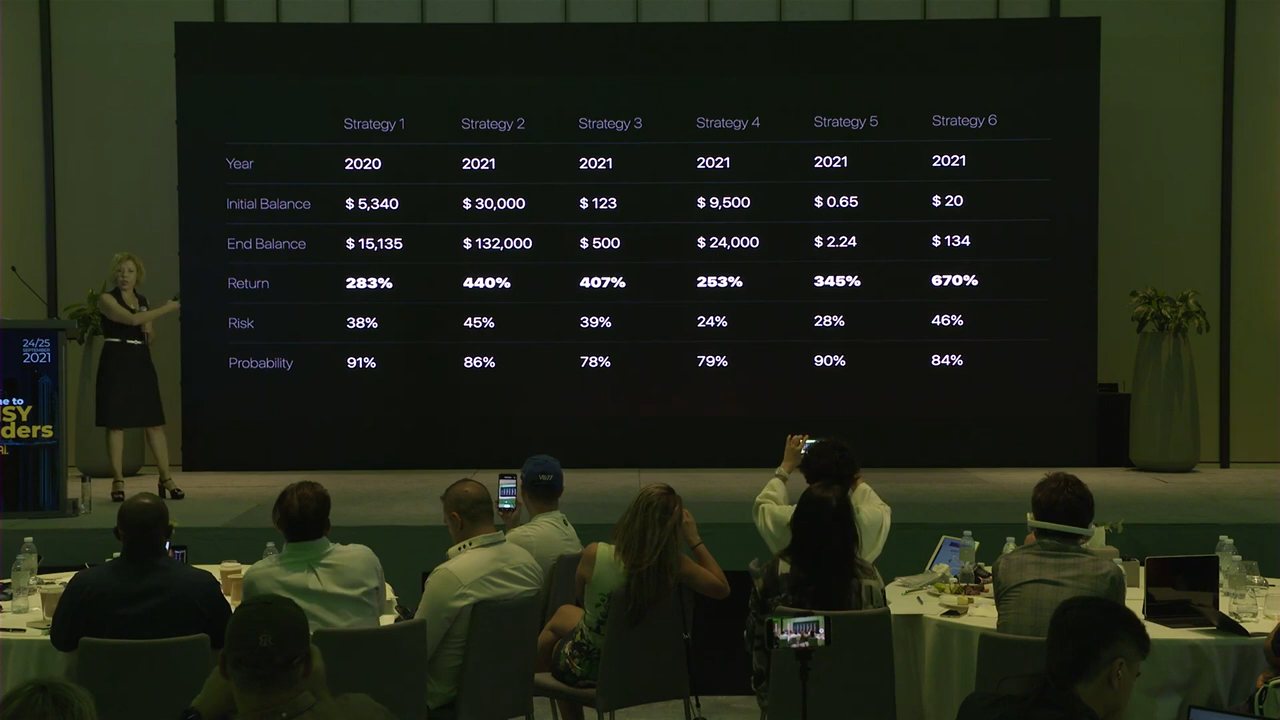 Strategy 1 Strategy 2 Strategy 3 Strategy 4 Strategy 5 Strategy 6
Year 2020 2021 2021 2021 2021 2021
Initial Balance $ 5,340 $ 30,000 $ 123 $ 9,500 $ 0.65 $ 20
End Balance $ 15,135 $ 132,000 $ 500 $ 24,000 $ 2.24 $ 134
Return 283% 440% 407% 253% 345% 670%
Risk 38% 45% 39% 24% 28% 46%
Probability 91% 86% 78% 79% 90% 84%
24/25
SEPTEMBER
2021